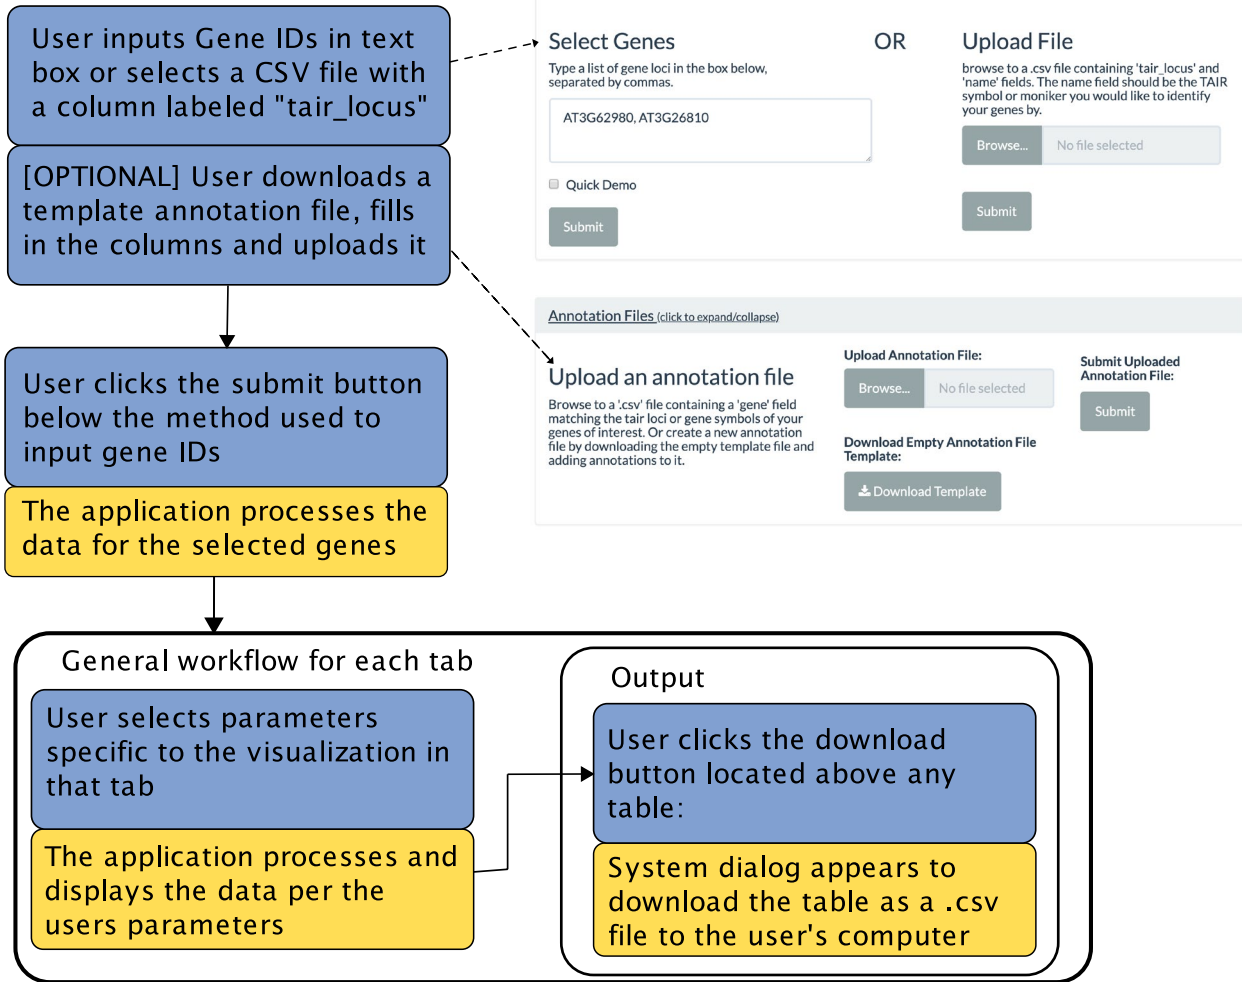 User inputs Gene IDs in text
box or selects a CSV file with
a column labeled "tair_locus"
[OPTIONAL] User downloads a
template annotation file, fills
in the columns and uploads it
Select Genes
Type a list of gene loci in the box below,
separated by commas.
AT3G62980, AT3G26810
Quick Demo
Submit
OR
Upload File
browse to a .csv file containing 'tair_locus' and
'name' fields. The name field should be the TAIR
symbol or moniker you would like to identify
your genes by.
Browse... No file selected
Submit
Annotation Files (click to expand/collapse)
Upload an annotation file
Browse to a '.csv' file containing a 'gene' field
matching the tair loci or gene symbols of your
genes of interest. Or create a new annotation
file by downloading the empty template file and
adding annotations to it.
Upload Annotation File:
Browse... No file selected
Download Empty Annotation File
Template:
Download Template
Submit Uploaded
Annotation File:
Submit
User clicks the submit button
below the method used to
input gene IDs
The application processes the
data for the selected genes
General workflow for each tab
User selects parameters
specific to the visualization in
that tab
The application processes and
displays the data per the
users parameters
Output
User clicks the download
button located above any
table:
System dialog appears to
download the table as a .csv
file to the user's computer